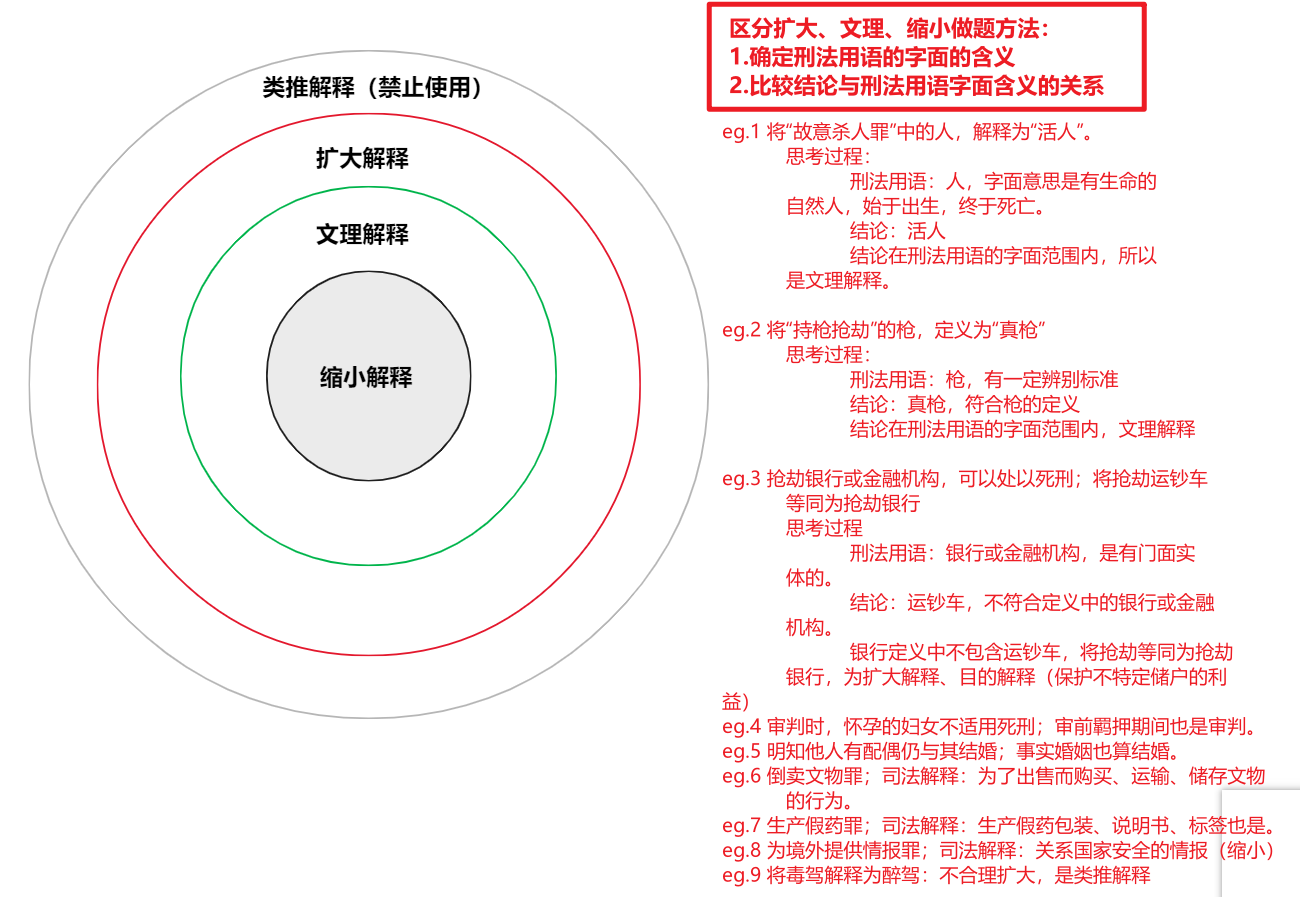 类推解释（禁止使用）
扩大解释
文理解释
缩小解释
区分扩大、文理、缩小做题方法：
1.确定刑法用语的字面的含义
2.比较结论与刑法用语字面含义的关系
eg.1 将“故意杀人罪”中的人，解释为“活人”。
思考过程：
刑法用语：人，字面意思是有生命的
自然人，始于出生，终于死亡。
结论：活人
结论在刑法用语的字面范围内，所以
是文理解释。
eg.2 将“持枪抢劫”的枪，定义为“真枪”
思考过程：
刑法用语：枪，有一定辨别标准
结论：真枪，符合枪的定义
结论在刑法用语的字面范围内，文理解释
eg.3 抢劫银行或金融机构，可以处以死刑；将抢劫运钞车
等同为抢劫银行
思考过程
刑法用语：银行或金融机构，是有门面实
体的。
结论：运钞车，不符合定义中的银行或金融
机构。
银行定义中不包含运钞车，将抢劫等同为抢劫
银行，为扩大解释、目的解释（保护不特定储户的利
益）
eg.4 审判时，怀孕的妇女不适用死刑；审前羁押期间也是审判。
eg.5 明知他人有配偶仍与其结婚；事实婚姻也算结婚。
eg.6 倒卖文物罪；司法解释：为了出售而购买、运输、储存文物
的行为。
eg.7 生产假药罪；司法解释：生产假药包装、说明书、标签也是。
eg.8 为境外提供情报罪；司法解释：关系国家安全的情报（缩小）
eg.9 将毒驾解释为醉驾：不合理扩大，是类推解释